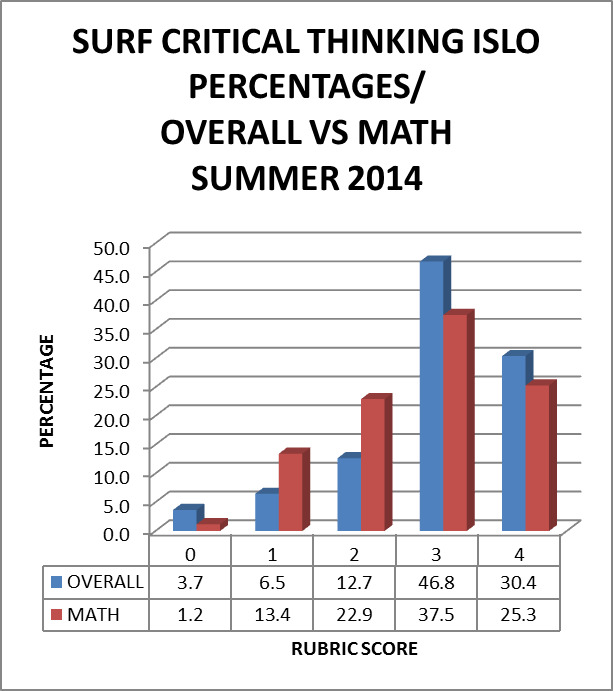 SURF CRITICAL THINKING ISLO
PERCENTAGES/
OVERALL VS MATH
SUMMER 2014
50.0
45.0
40.0
35.0
30.0
25.0
20.0
15.0
10.0
5.0
0.0
PERCENTAGE
0 1 2 3 4
OVERALL 3.7 6.5 12.7 46.8 30.4
MATH 1.2 13.4 22.9 37.5 25.3
RUBRIC SCORE